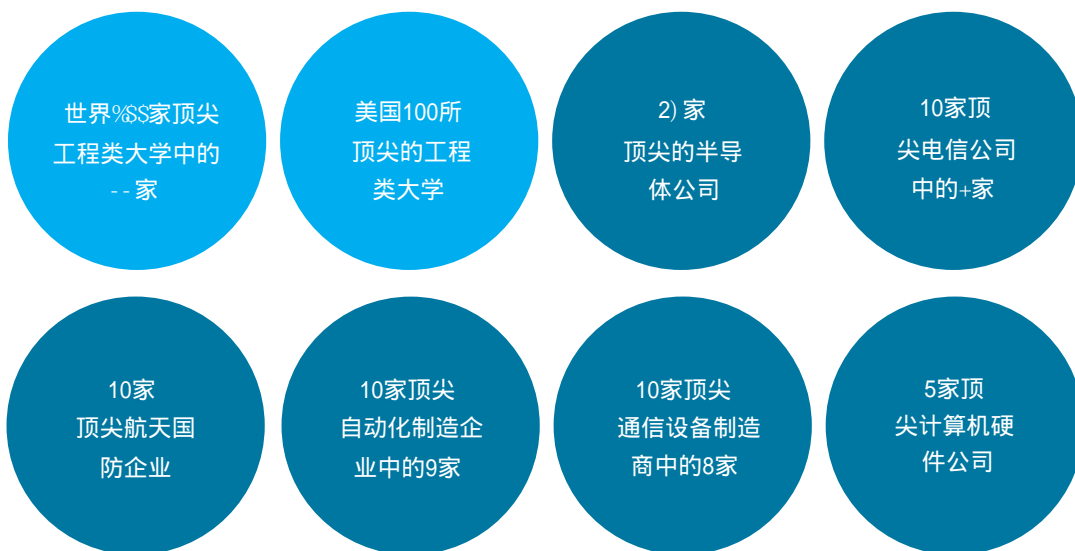 世界%$$家顶尖
工程类大学中的
--家
美国100所
顶尖的工程
类大学
2)家
顶尖的半导
体公司
10家顶
尖电信公司
中的+家
10家
顶尖航天国
防企业
10家顶尖
自动化制造企
业中的9家
10家顶尖
通信设备制造
商中的8家
5家顶
尖计算机硬
件公司